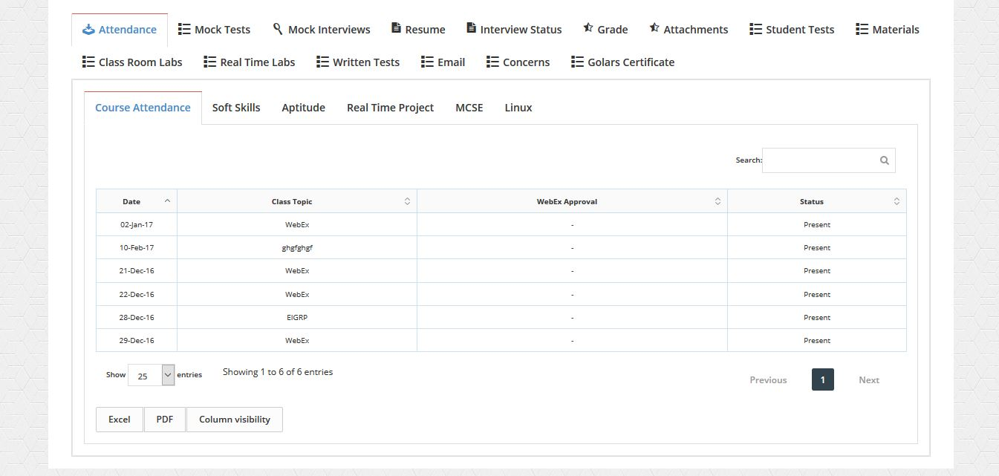 Attendance Mock Tests Mock Interviews Resume Interview Status Grade Attachments Student Tests Materials
Class Room Labs Real Time Labs Written Tests Email Concerns Golars Certificate
Course Attendance Soft Skills Aptitude Real Time Project MCSE Linux
Search:
Date Class Topic WebEx Approval Status
02-Jan-17 WebEx - Present
10-Feb-17 ghgfghgf - Present
21-Dec-16 WebEx - Present
22-Dec-16 WebEx - Present
28-Dec-16 EIGRP - Present
29-Dec-16 WebEx - Present
Show 25 entries Showing 1 to 6 of 6 entries Previous 1 Next
Excel PDF Column visibility